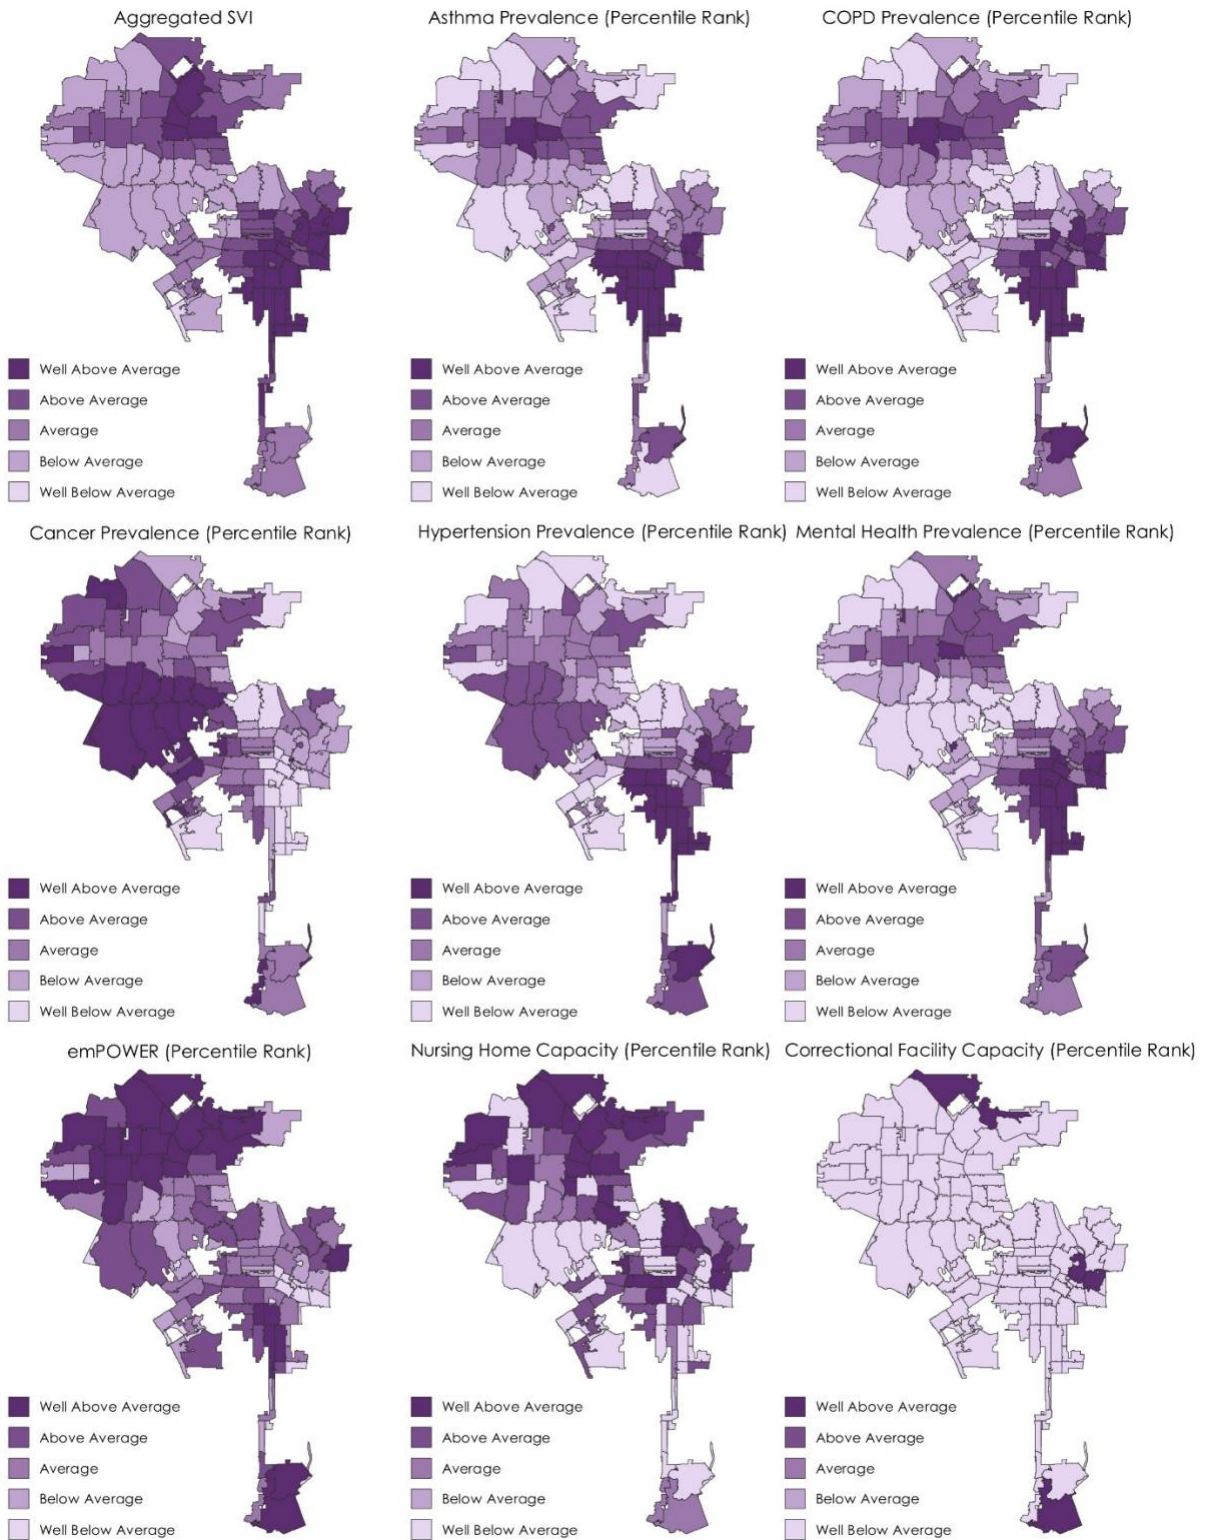 Aggregated SVI
Asthma Prevalence (Percentile Rank)
COPD Prevalence (Percentile Rank)
Well Above Average
Above Average
Average
Below Average
Well Below Average
Well Above Average
Above Average
Average
Below Average
Well Below Average
Well Above Average
Above Average
Average
Below Average
Well Below Average
Cancer Prevalence (Percentile Rank)
Hypertension Prevalence (Percentile Rank)
Mental Health Prevalence (Percentile Rank)
Well Above Average
Above Average
Average
Below Average
Well Below Average
Well Above Average
Above Average
Average
Below Average
Well Below Average
Well Above Average
Above Average
Average
Below Average
Well Below Average
emPOWER (Percentile Rank)
Nursing Home Capacity (Percentile Rank)
Correctional Facility Capacity (Percentile Rank)
Well Above Average
Above Average
Average
Below Average
Well Below Average
Well Above Average
Above Average
Average
Below Average
Well Below Average
Well Above Average
Above Average
Average
Below Average
Well Below Average